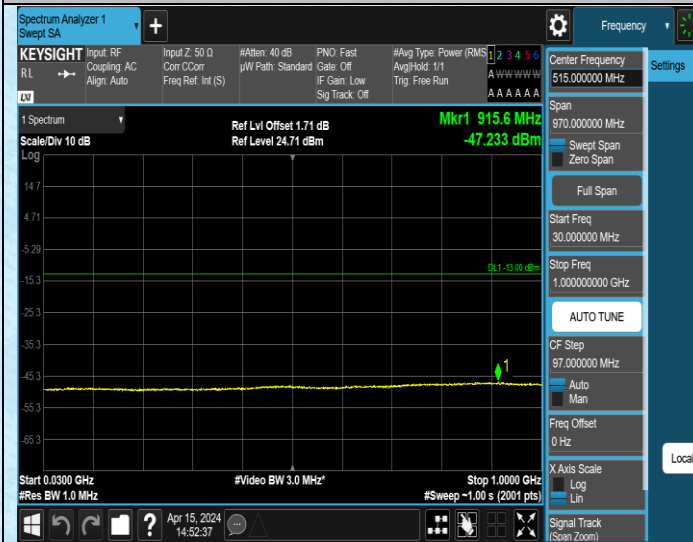 Spectrum Analyzer 1
Swept SA
+
Frequency
KEYSIGHT
RL
LXI
Input: RF
Coupling: AC
Align: Auto
Input Z: 50 Ω
Corr CCorr
Freq Ref: Int (S)
#Atten: 40 dB
µW Path: Standard
PNO: Fast
Gate: Off
IF Gain: Low
Sig Track: Off
#Avg Type: Power (RMS
Avg|Hold: 1/1
Trig: Free Run
1 2 3 4 5 6
A W W W W W
A A A A A A
1 Spectrum
Scale/Div 10 dB
Log
Ref Lvl Offset 1.71 dB
Ref Level 24.71 dBm
Mkr1 915.6 MHz
-47.233 dBm
14.7
4.71
-5.29
-15.3
-25.3
-35.3
-45.3
-55.3
-65.3
DL1 -13.00 dBm
1
Start 0.0300 GHz
#Res BW 1.0 MHz
#Video BW 3.0 MHz*
Stop 1.0000 GHz
#Sweep ~1.00 s (2001 pts)
Apr 15, 2024
14:52:37
?
Center Frequency
515.000000 MHz
Span
970.000000 MHz
Swept Span
Zero Span
Full Span
Start Freq
30.000000 MHz
Stop Freq
1.000000000 GHz
AUTO TUNE
CF Step
97.000000 MHz
Auto
Man
Freq Offset
0 Hz
X Axis Scale
Log
Lin
Signal Track
(Span Zoom)
Settings
Local